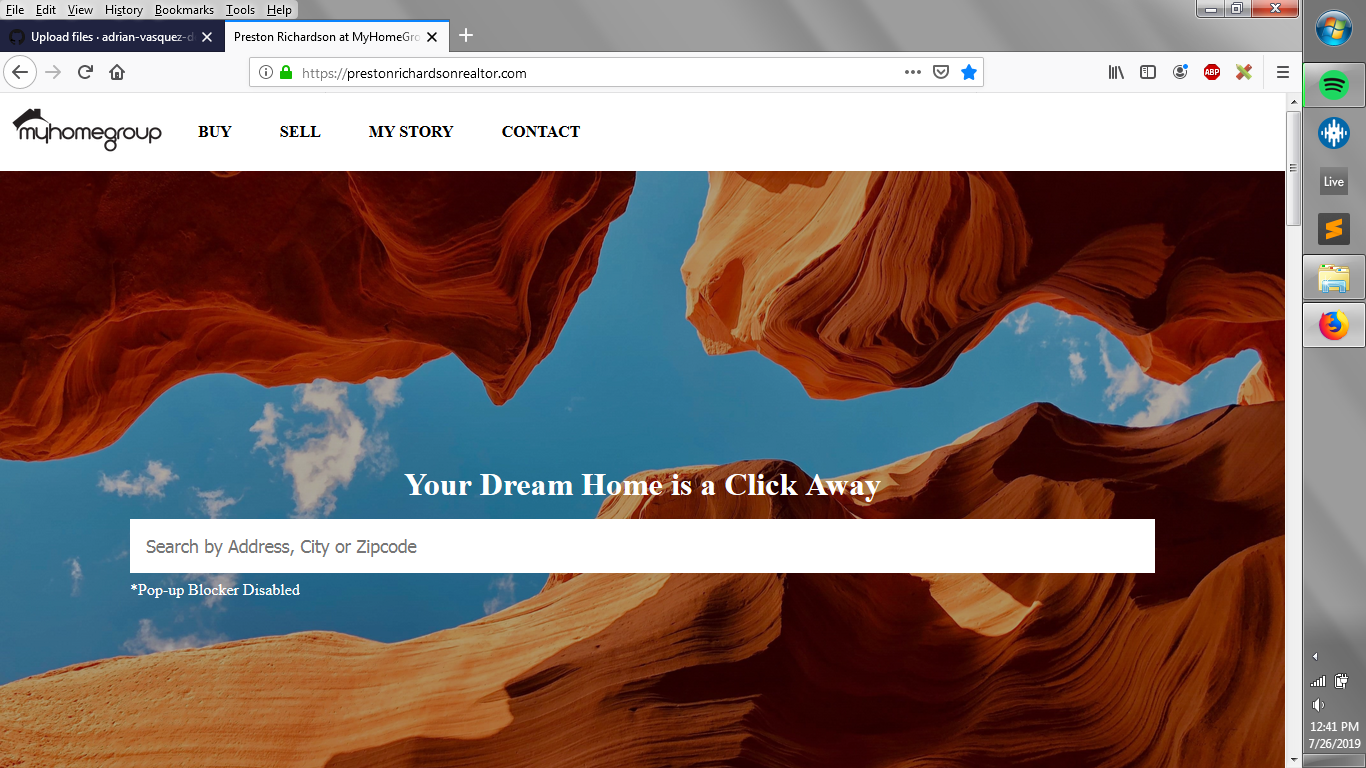 File Edit View History Bookmarks Tools Help
Upload files · adrian-vasquez-d
Preston Richardson at MyHomeGro
https://prestonrichardsonrealtor.com
ABP
myhomegroup
BUY
SELL
MY STORY
CONTACT
Your Dream Home is a Click Away
Search by Address, City or Zipcode
*Pop-up Blocker Disabled
Live
12:41 PM
7/26/2019